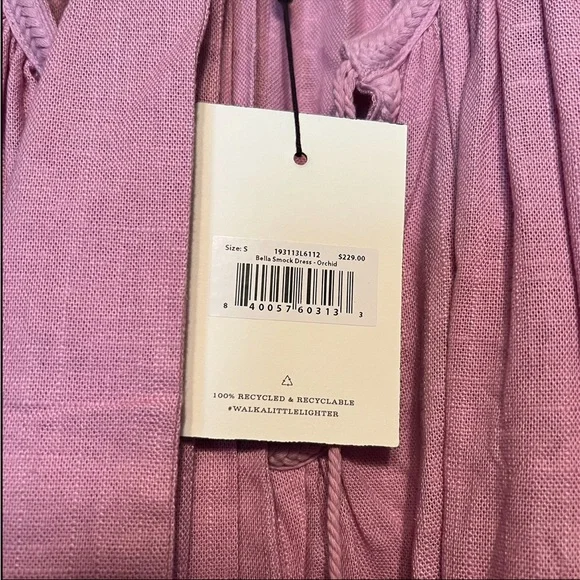 Size: S 193113L6112 $229.00
Bella Smock Dress - Orchid
8 40057 60313 3
100% RECYCLED & RECYCLABLE
#WALKALITTLELIGHTER